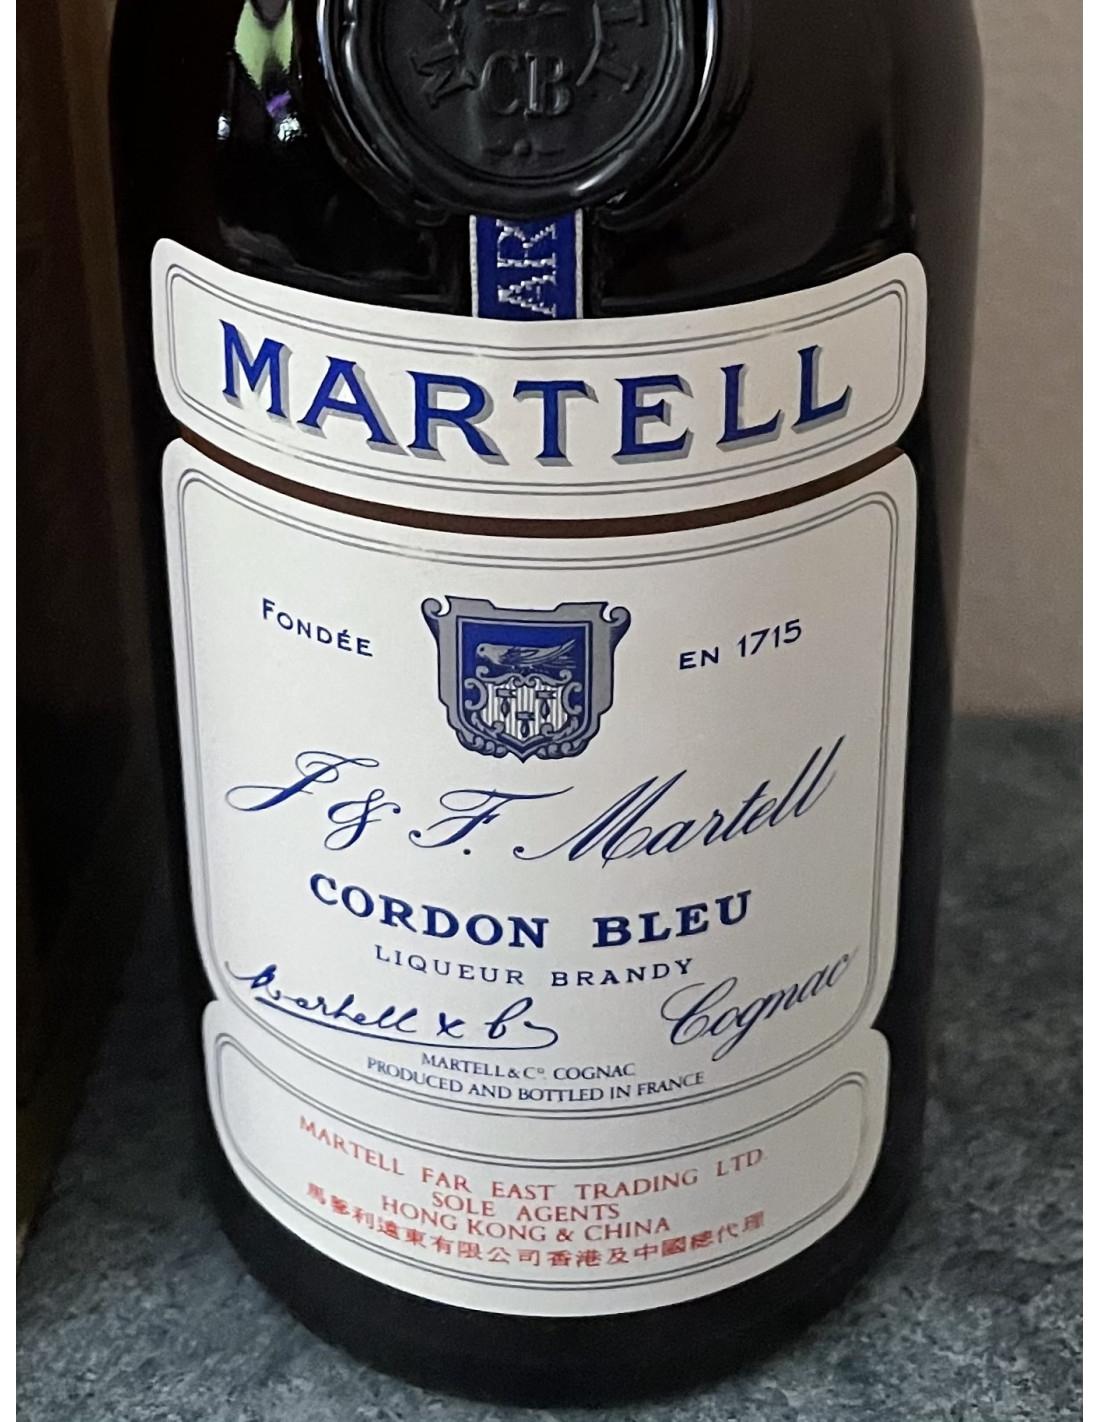 CB
AR
MARTELL
FONDÉE EN 1715
J & F. Martell
CORDON BLEU
LIQUEUR BRANDY
Martell & Co Cognac
MARTELL & Cº COGNAC
PRODUCED AND BOTTLED IN FRANCE
MARTELL FAR EAST TRADING LTD.
SOLE AGENTS
HONG KONG & CHINA
馬爹利遠東有限公司香港及中國總代理